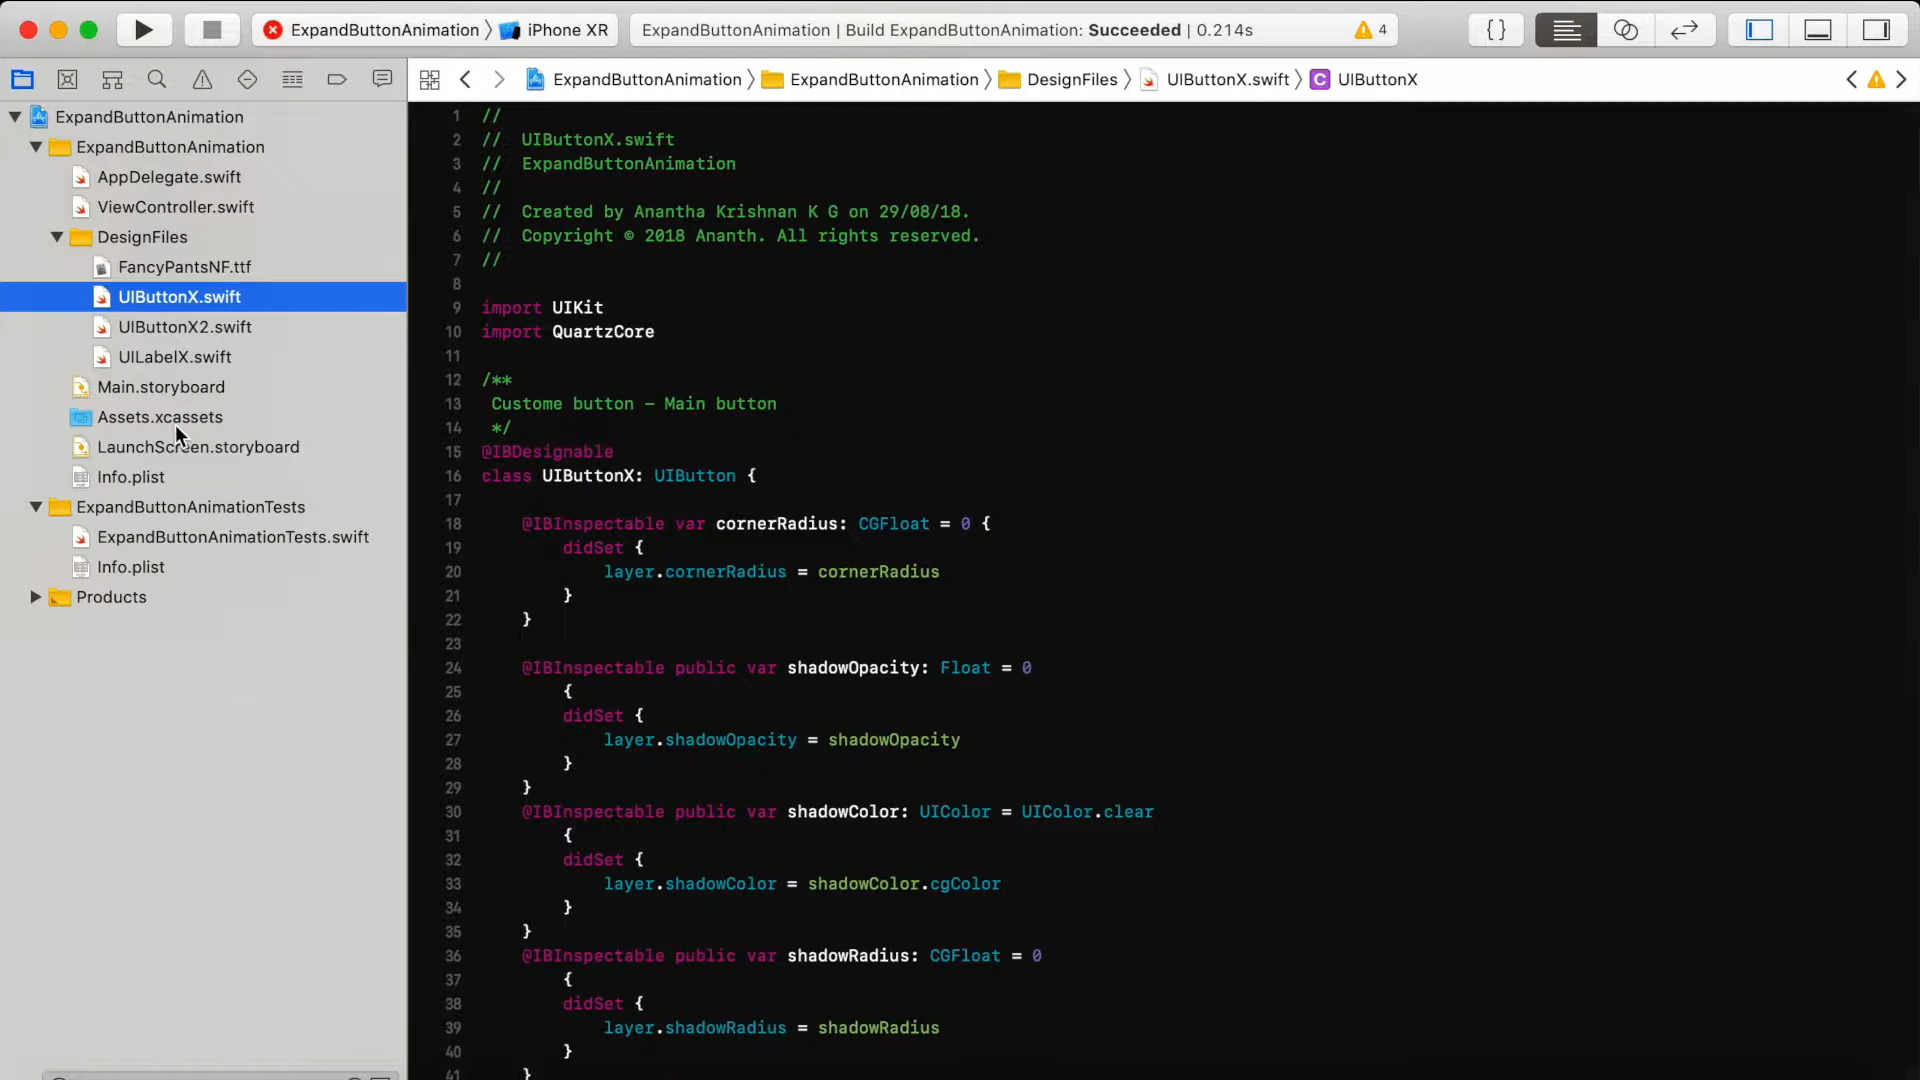 ExpandButtonAnimation 〉 iPhone XR
ExpandButtonAnimation | Build ExpandButtonAnimation: Succeeded | 0.214s
4
{ }
ExpandButtonAnimation 〉 ExpandButtonAnimation 〉 DesignFiles 〉 UIButtonX.swift 〉 C UIButtonX
ExpandButtonAnimation
ExpandButtonAnimation
AppDelegate.swift
ViewController.swift
DesignFiles
FancyPantsNF.ttf
UIButtonX.swift
UIButtonX2.swift
UILabelX.swift
Main.storyboard
Assets.xcassets
LaunchScreen.storyboard
Info.plist
ExpandButtonAnimationTests
ExpandButtonAnimationTests.swift
Info.plist
Products
1 //
2 //  UIButtonX.swift
3 //  ExpandButtonAnimation
4 //
5 //  Created by Anantha Krishnan K G on 29/08/18.
6 //  Copyright © 2018 Ananth. All rights reserved.
7 //
8
9 import UIKit
10 import QuartzCore
11
12 /**
13  Custome button – Main button
14  */
15 @IBDesignable
16 class UIButtonX: UIButton {
17
18     @IBInspectable var cornerRadius: CGFloat = 0 {
19         didSet {
20             layer.cornerRadius = cornerRadius
21         }
22     }
23
24     @IBInspectable public var shadowOpacity: Float = 0
25         {
26         didSet {
27             layer.shadowOpacity = shadowOpacity
28         }
29     }
30     @IBInspectable public var shadowColor: UIColor = UIColor.clear
31         {
32         didSet {
33             layer.shadowColor = shadowColor.cgColor
34         }
35     }
36     @IBInspectable public var shadowRadius: CGFloat = 0
37         {
38         didSet {
39             layer.shadowRadius = shadowRadius
40         }
41     }